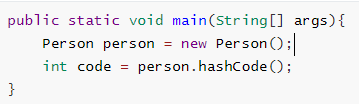 public static void main(String[] args){
    Person person = new Person();
    int code = person.hashCode();
}